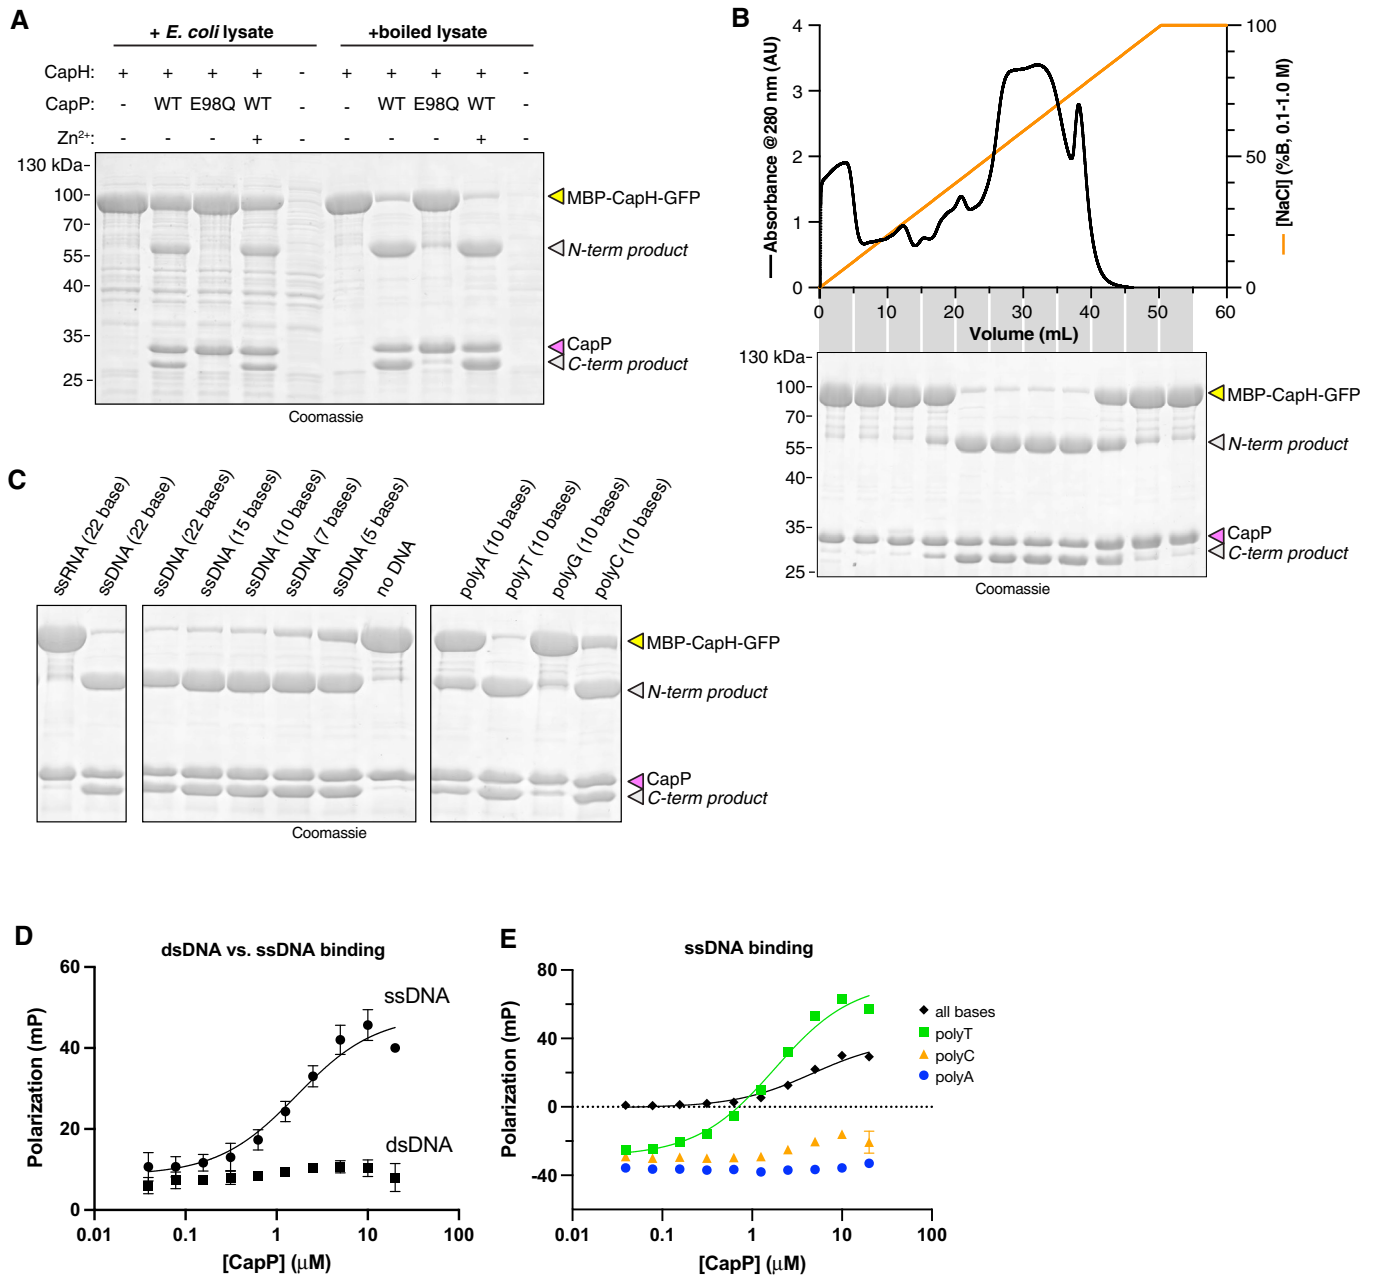 A
+ E. coli lysate
+boiled lysate
CapH: + + + + - + + + + -
CapP: - WT E98Q WT - - WT E98Q WT -
Zn2+: - - - + - - - - + -
130 kDa-
100-
70-
55-
40-
35-
25-
MBP-CapH-GFP
N-term product
CapP
C-term product
Coomassie
B
Absorbance @280 nm (AU)
4
3
2
1
0
100
50
0
[NaCl] (%B, 0.1-1.0 M)
0 10 20 30 40 50 60
Volume (mL)
130 kDa-
100-
70-
55-
40-
35-
25-
MBP-CapH-GFP
N-term product
CapP
C-term product
Coomassie
C
ssRNA (22 base)
ssDNA (22 base)
ssDNA (22 bases)
ssDNA (15 bases)
ssDNA (10 bases)
ssDNA (7 bases)
ssDNA (5 bases)
no DNA
polyA (10 bases)
polyT (10 bases)
polyG (10 bases)
polyC (10 bases)
MBP-CapH-GFP
N-term product
CapP
C-term product
Coomassie
D
dsDNA vs. ssDNA binding
Polarization (mP)
60
40
20
0
ssDNA
dsDNA
0.01 0.1 1 10 100
[CapP] (μM)
E
ssDNA binding
Polarization (mP)
80
40
0
-40
all bases
polyT
polyC
polyA
0.01 0.1 1 10 100
[CapP] (μM)